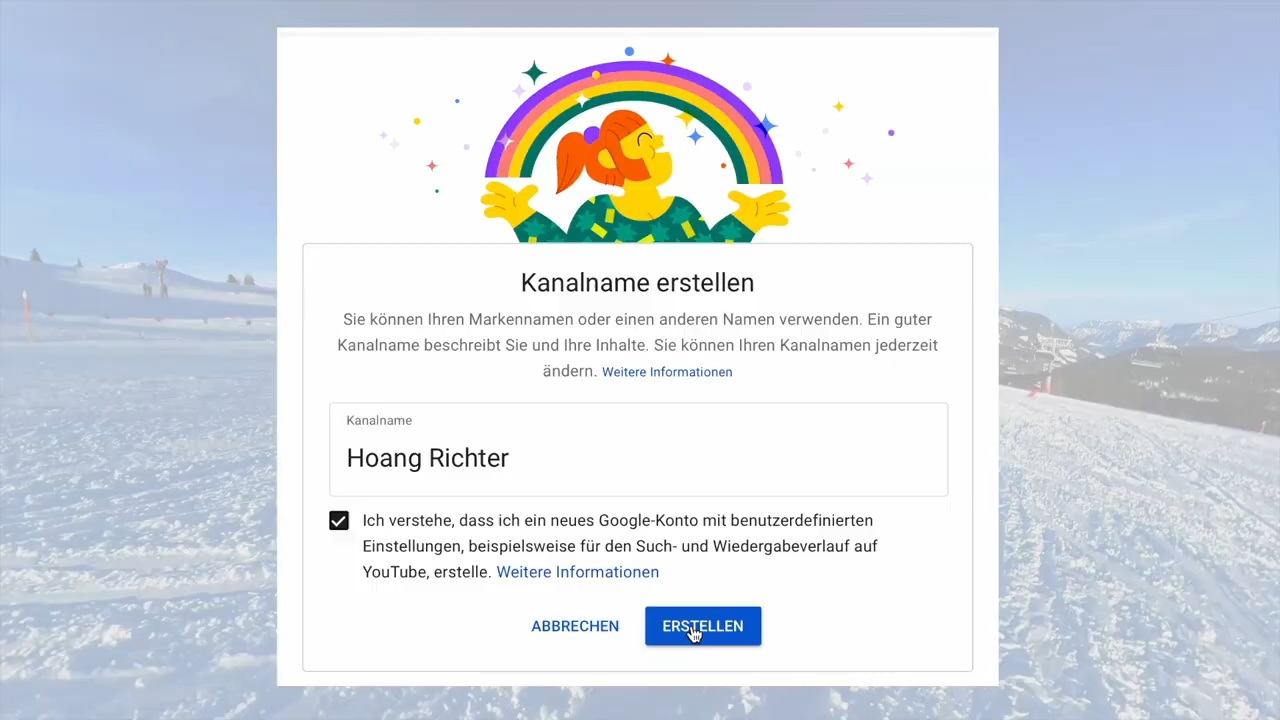 Kanalname erstellen
Sie können Ihren Markennamen oder einen anderen Namen verwenden. Ein guter
Kanalname beschreibt Sie und Ihre Inhalte. Sie können Ihren Kanalnamen jederzeit
ändern. Weitere Informationen
Kanalname
Hoang Richter
Ich verstehe, dass ich ein neues Google-Konto mit benutzerdefinierten
Einstellungen, beispielsweise für den Such- und Wiedergabeverlauf auf
YouTube, erstelle. Weitere Informationen
ABBRECHEN ERSTELLEN